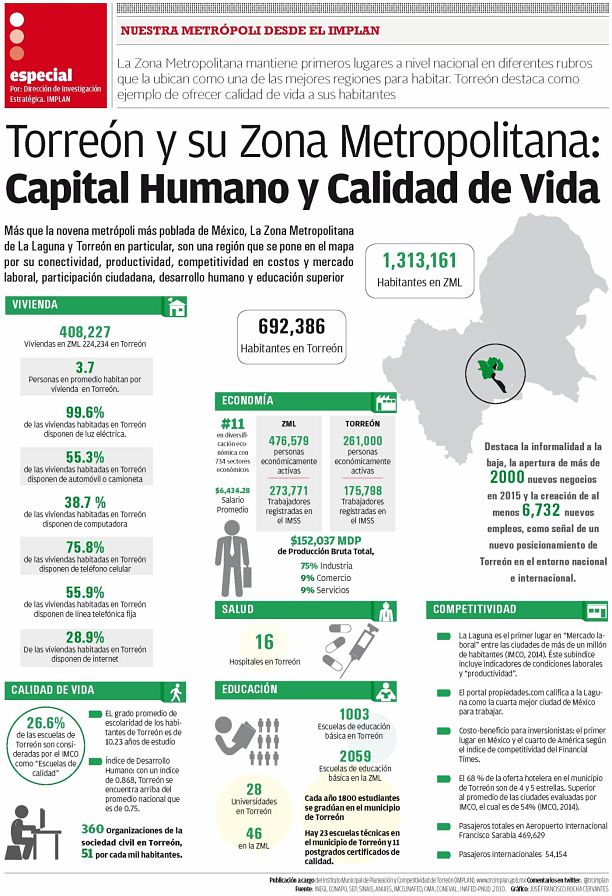 NUESTRA METRÓPOLI DESDE EL IMPLAN
especial
Por: Dirección de Investigación
Estratégica, IMPLAN
La Zona Metropolitana mantiene primeros lugares a nivel nacional en diferentes rubros
que la ubican como una de las mejores regiones para habitar. Torreón destaca como
ejemplo de ofrecer calidad de vida a sus habitantes
Torreón y su Zona Metropolitana:
Capital Humano y Calidad de Vida
Más que la novena metrópoli más poblada de México, La Zona Metropolitana
de La Laguna y Torreón en particular, son una región que se pone en el mapa
por su conectividad, productividad, competitividad en costos y mercado
laboral, participación ciudadana, desarrollo humano y educación superior
1,313,161
Habitantes en ZML
692,386
Habitantes en Torreón
VIVIENDA
408,227
Viviendas en ZML 224,234 en Torreón
3.7
Personas en promedio habitan por
vivienda en Torreón.
99.6%
de las viviendas habitadas en Torreón
disponen de luz eléctrica.
55.3%
de las viviendas habitadas en Torreón
disponen de automóvil o camioneta
38.7 %
de las viviendas habitadas en Torreón
disponen de computadora
75.8%
de las viviendas habitadas en Torreón
disponen de teléfono celular
55.9%
de las viviendas habitadas en Torreón
disponen de línea telefónica fija
28.9%
De las viviendas habitadas en Torreón
disponen de internet
ECONOMÍA
#11
en diversifi-
cación eco-
nómica con
734 sectores
económicos
$6,434.28
Salario
Promedio
ZML
476,579
personas
económicamente
activas
273,771
Trabajadores
registradas en
el IMSS
TORREÓN
261,000
personas
económicamente
activas
175,798
Trabajadores
registradas en
el IMSS
$152,037 MDP
de Producción Bruta Total,
75% Industria
9% Comercio
9% Servicios
Destaca la informalidad a la
baja, la apertura de más de
2000 nuevos negocios
en 2015 y la creación de al
menos 6,732 nuevos
empleos, como señal de un
nuevo posicionamiento de
Torreón en el entorno nacional
e internacional.
SALUD
16
Hospitales en Torreón
CALIDAD DE VIDA
26.6%
de las escuelas de
Torreón son consi-
deradas por el IMCO
como "Escuelas de
calidad"
EL grado promedio de
escolaridad de los habi-
tantes de Torreón es de
10.23 años de estudio
Índice de Desarrollo
Humano: con un indice
de 0.868, Torreón se
encuentra arriba del
promedio nacional que
es de 0.75.
360 organizaciones de la
sociedad civil en Torreón,
51 por cada mil habitantes.
EDUCACIÓN
1003
Escuelas de educación
básica en Torreón
2059
Escuelas de educación
básica en la ZML
28
Universidades
en Torreón
46
en la ZML
Cada año 1800 estudiantes
se gradúan en el municipio
de Torreón
Hay 23 escuelas técnicas en
el municipio de Torreón y 11
postgrados certificados de
calidad.
COMPETITIVIDAD
La Laguna es el primer lugar en "Mercado la-
boral" entre las ciudades de más de un millón
de habitantes (IMCO, 2014). Éste subíndice
incluye indicadores de condiciones laborales
y "productividad".
El portal propiedades.com califica a la Lagu-
na como la cuarta mejor ciudad de México
para trabajar.
Costo-beneficio para inversionistas: el primer
lugar en México y el cuarto de América según
el índice de competitividad del Financial
Times.
El 68 % de la oferta hotelera en el municipio
de Torreón son de 4 y 5 estrellas. Superior
al promedio de las ciudades evaluadas por
IMCO, el cual es de 54% (IMCO, 2014).
Pasajeros totales en Aeropuerto Internacional
Francisco Sarabia 469,629
Pasajeros internacionales 54,154
Publicación a cargo del Instituto Municipal de Planeación y Competitividad de Torreón (IMPLAN). www.trcimplan.gob.mx Comentarios en twitter: @trcimplan
Fuente: INEGI, CONAPO, SEP, SINAIS, ANUIES, IMCO, INAFED, OMA, CONEVAL, INAFED-PNUD, 2010. Gráfico: JOSÉ FRANCISCO ROCHA CERVANTES